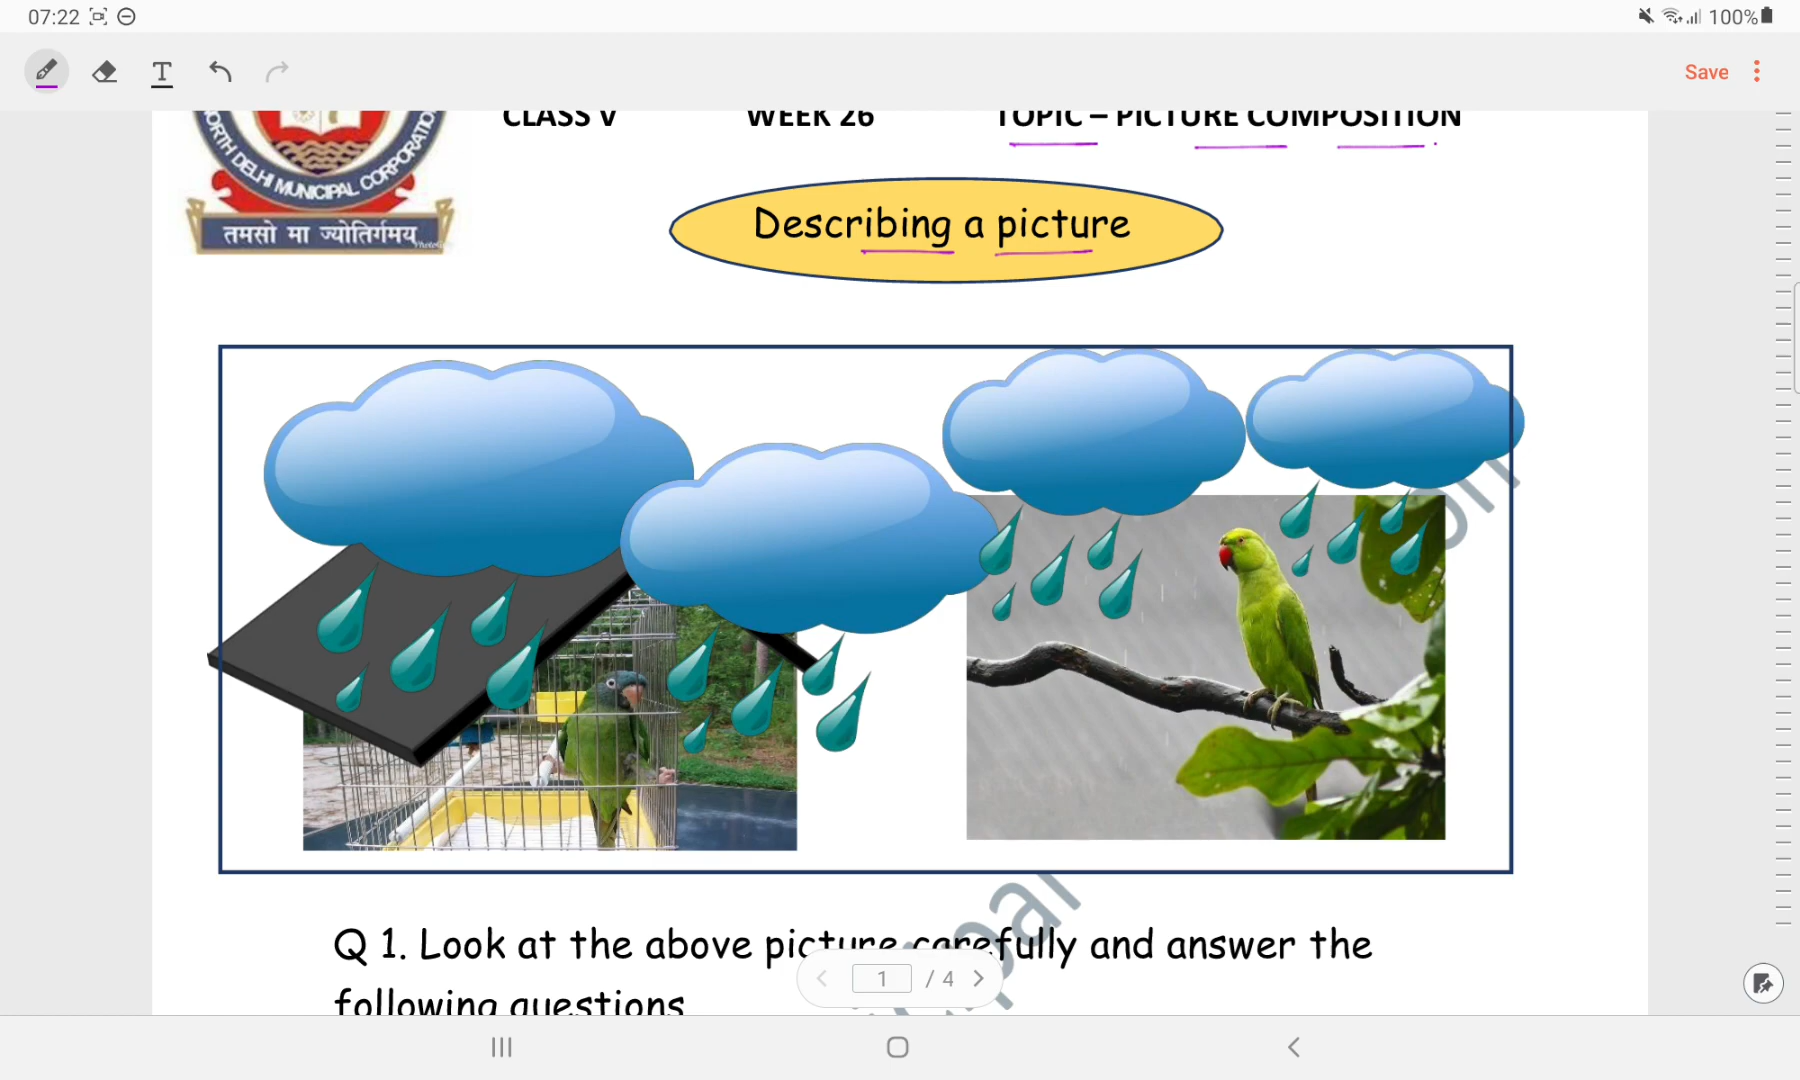 07:22
100%
T
Save
CLASS V WEEK 26 TOPIC – PICTURE COMPOSITION
NORTH DELHI MUNICIPAL CORPORATION
तमसो मा ज्योतिर्गमय
Describing a picture
Q 1. Look at the above picture carefully and answer the
following questions
1 / 4